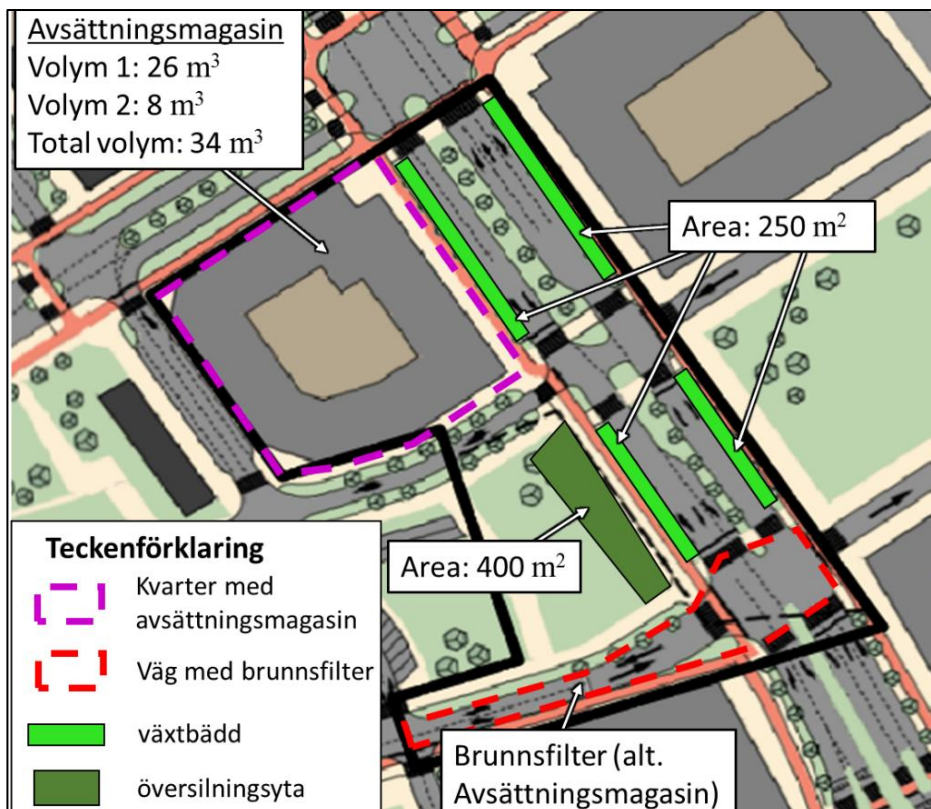 Avsättningsmagasin
Volym 1: 26 m³
Volym 2: 8 m³
Total volym: 34 m³
Area: 250 m²
Area: 400 m²
Teckenförklaring
Kvarter med
avsättningsmagasin
Väg med brunnsfilter
växtbädd
översilningsyta
Brunnsfilter (alt.
Avsättningsmagasin)